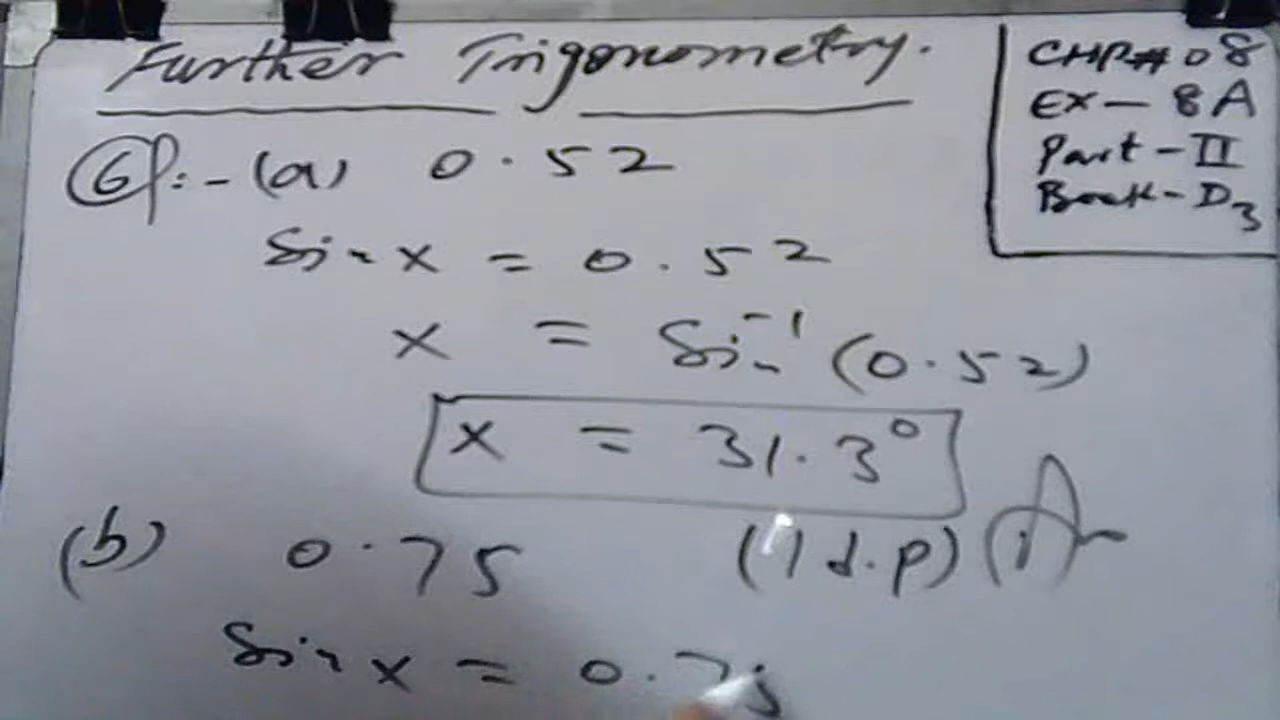 Further Trigonometry.
CHP# 08
Ex - 8A
Part - II
Book - D3
6 :- (a) 0.52
Sin x = 0.52
x = Sin⁻¹ (0.52)
x = 31.3°
(b) 0.75 (1 d.p)
Sin x = 0.75